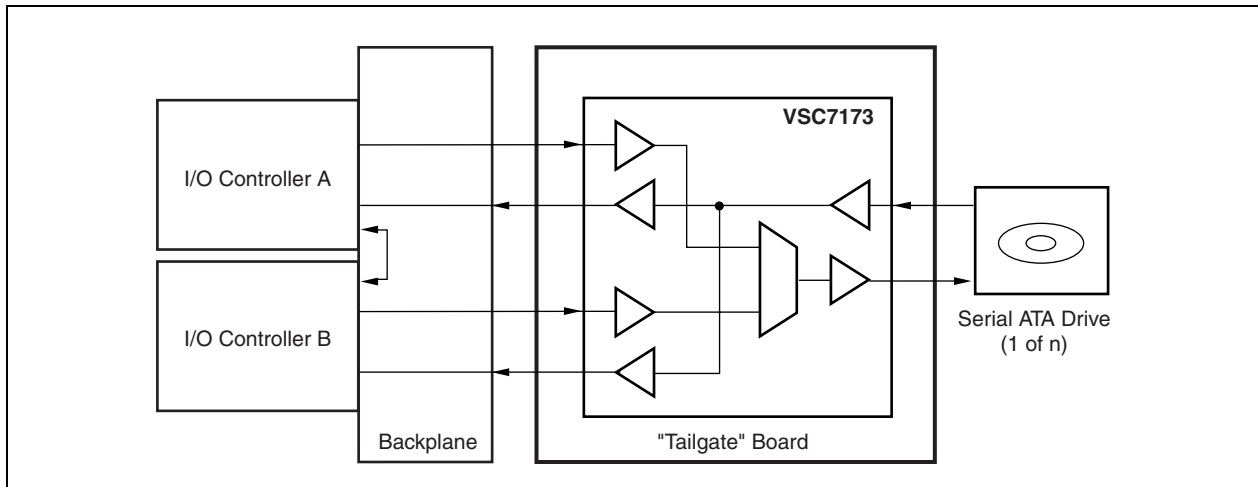 VSC7173
I/O Controller A
I/O Controller B
Serial ATA Drive
(1 of n)
Backplane
"Tailgate" Board